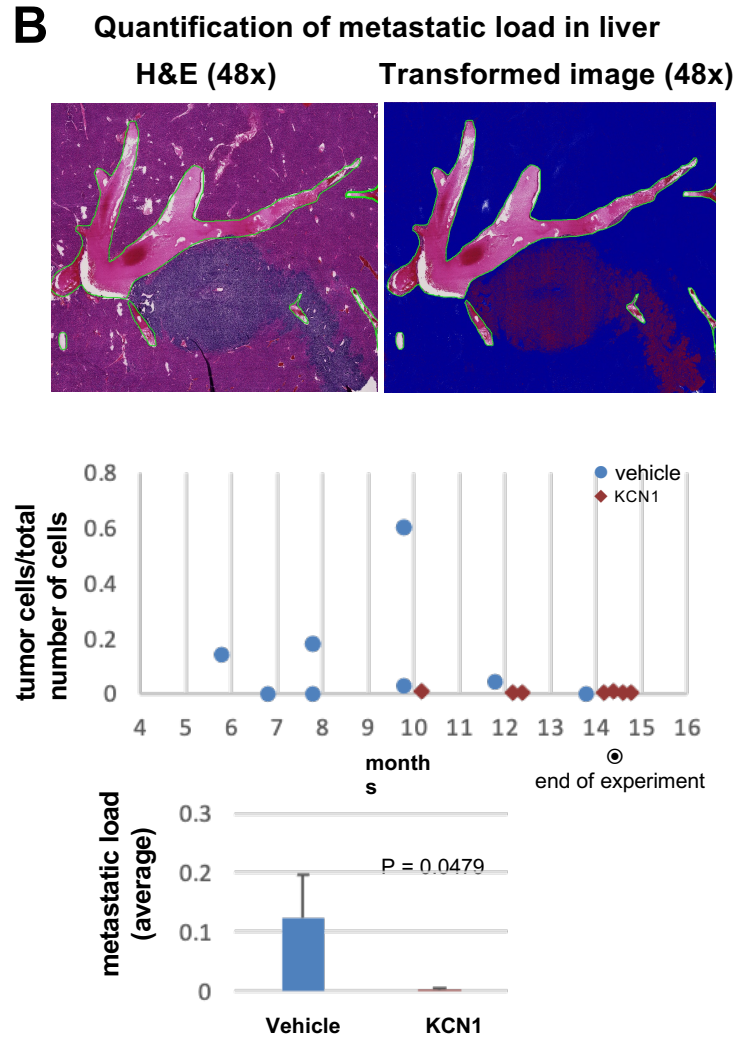 B Quantification of metastatic load in liver
H&E (48x) Transformed image (48x)
tumor cells/total
number of cells
0.8
0.6
0.4
0.2
0
vehicle
KCN1
4 5 6 7 8 9 10 11 12 13 14 15 16
month
s
end of experiment
metastatic load
(average)
0.3
0.2
0.1
0
P = 0.0479
Vehicle KCN1